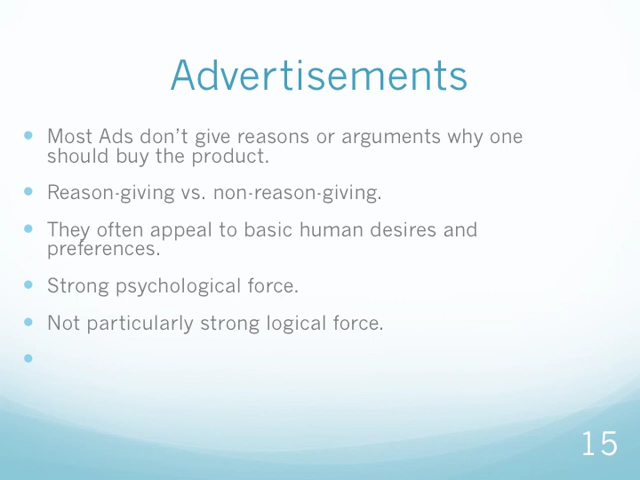 Advertisements
• Most Ads don't give reasons or arguments why one
should buy the product.
• Reason-giving vs. non-reason-giving.
• They often appeal to basic human desires and
preferences.
• Strong psychological force.
• Not particularly strong logical force.
•
15